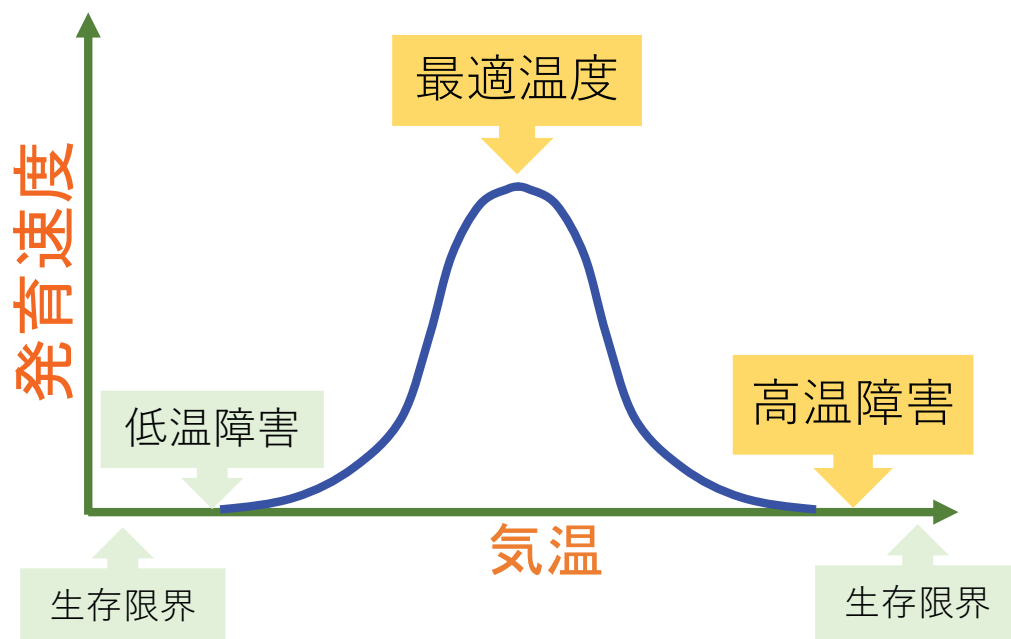 最適温度
発育速度
低温障害
高温障害
気温
生存限界
生存限界